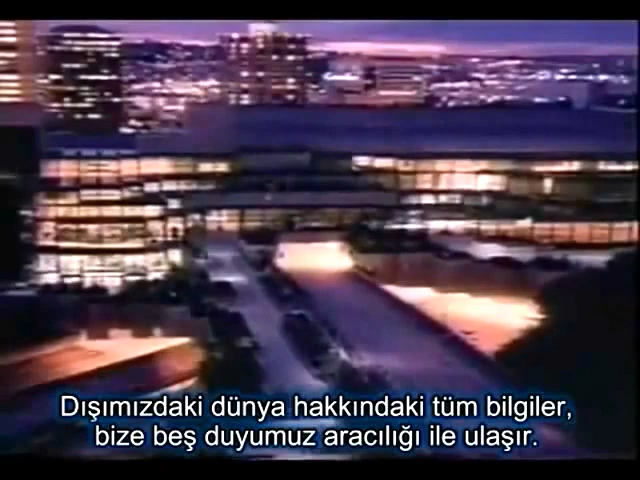 Dışımızdaki dünya hakkındaki tüm bilgiler,
bize beş duyumuz aracılığı ile ulaşır.